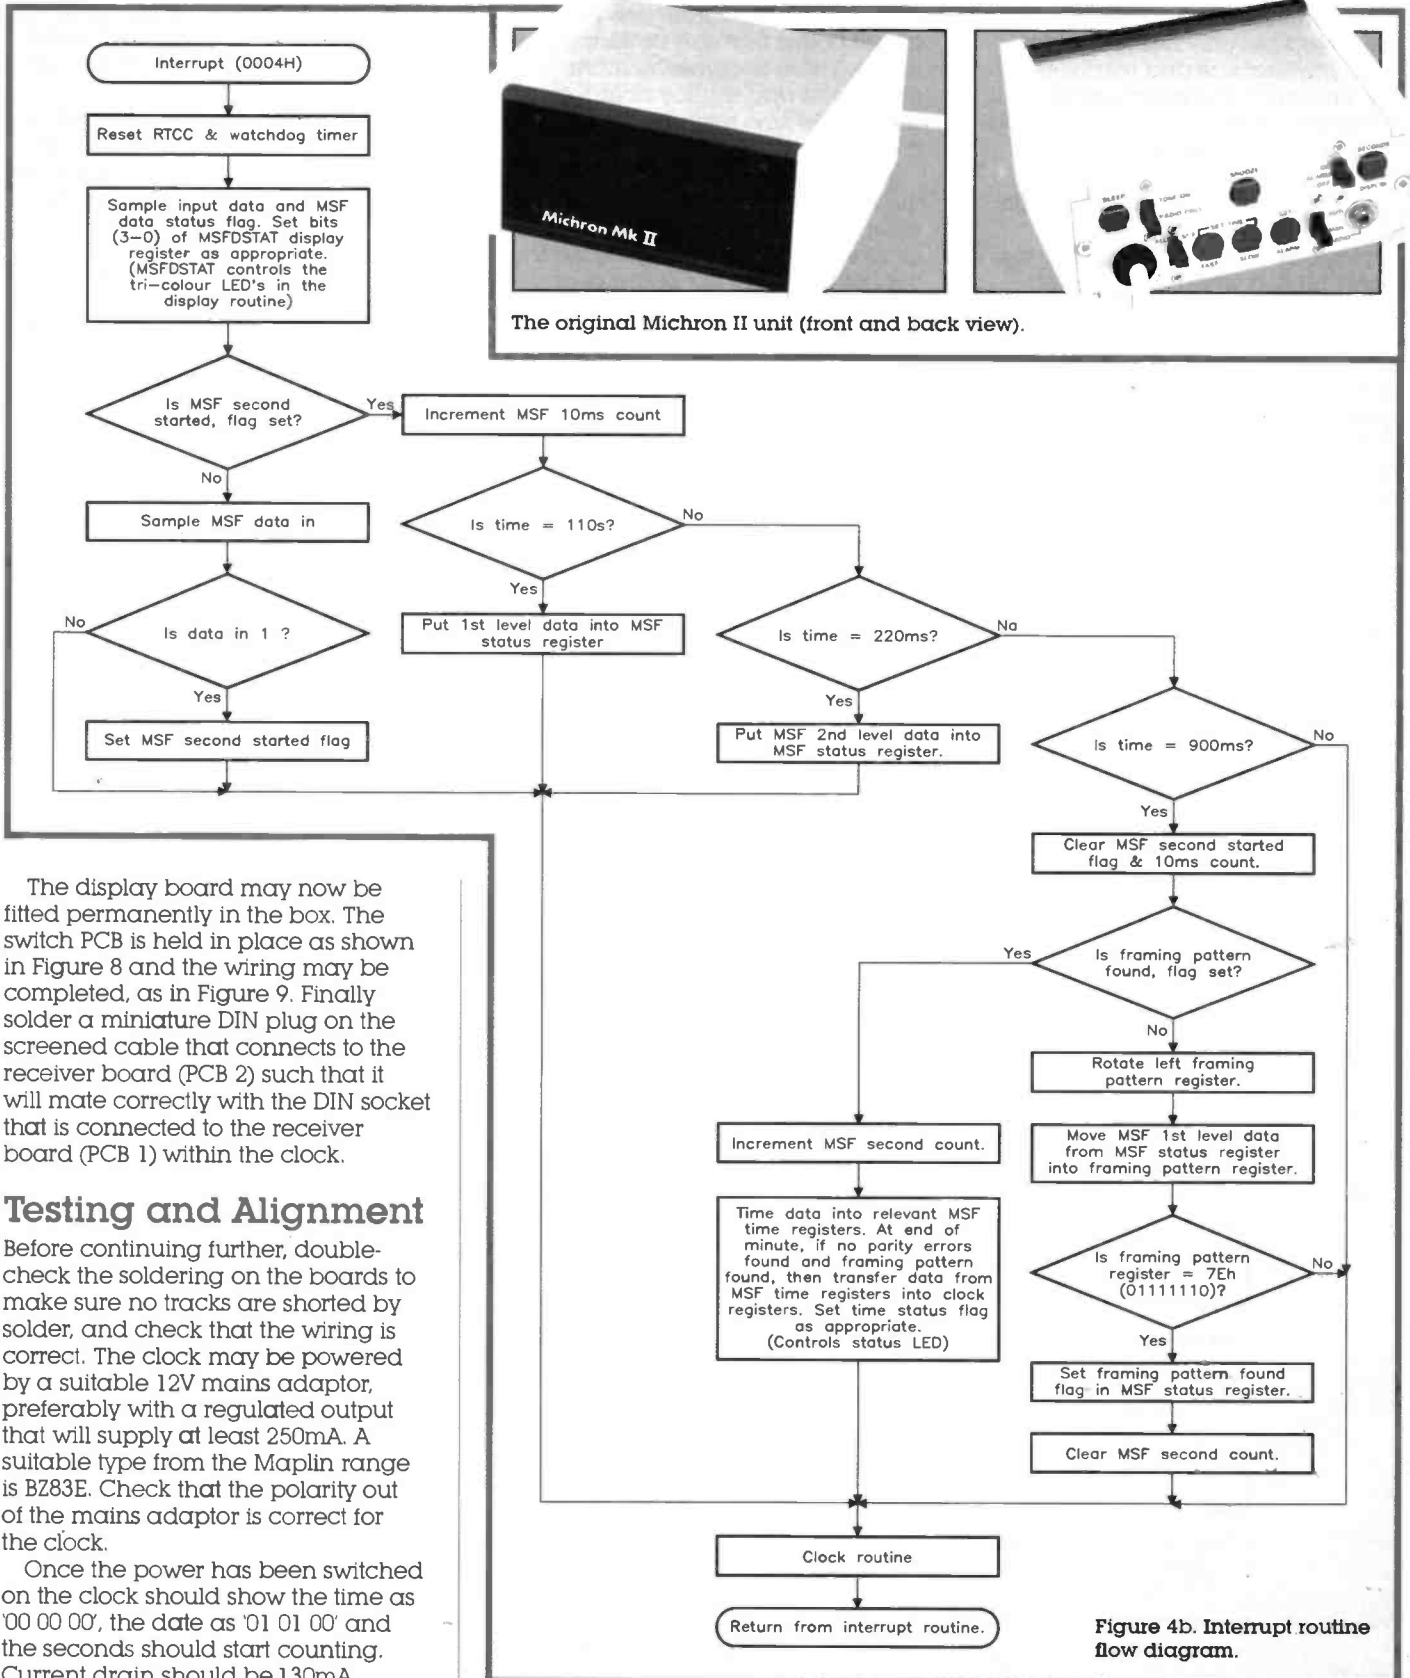 Interrupt (0004H)
Reset RTCC & watchdog timer
Sample input data and MSF
data status flag. Set bits
(3-0) of MSFDSTAT display
register as appropriate.
(MSFDSTAT controls the
tri-colour LED's in the
display routine)
Michron Mk II
SLEEP
TONE ON
SNOOZE
SECONDS
FAST
SLOW
ALARM
The original Michron II unit (front and back view).
Is MSF second
started, flag set?
Yes
No
Increment MSF 10ms count
Sample MSF data in
Is time = 110s?
No
Yes
Is data in 1 ?
No
Yes
Put 1st level data into MSF
status register
Is time = 220ms?
Na
Yes
Set MSF second started flag
Put MSF 2nd level data into
MSF status register.
Is time = 900ms?
No
Yes
Clear MSF second started
flag & 10ms count.
Is framing pattern
found, flag set?
Yes
No
Rotate left framing
pattern register.
Increment MSF second count.
Move MSF 1st level data
from MSF status register
into framing pattern register.
Time data into relevant MSF
time registers. At end of
minute, if no parity errors
found and framing pattern
found, then transfer data from
MSF time registers into clock
registers. Set time status flag
as appropriate.
(Controls status LED)
Is framing pattern
register = 7Eh
(01111110)?
No
Yes
Set framing pattern found
flag in MSF status register.
Clear MSF second count.
Clock routine
Return from interrupt routine.
Figure 4b. Interrupt routine
flow diagram.
The display board may now be
fitted permanently in the box. The
switch PCB is held in place as shown
in Figure 8 and the wiring may be
completed, as in Figure 9. Finally
solder a miniature DIN plug on the
screened cable that connects to the
receiver board (PCB 2) such that it
will mate correctly with the DIN socket
that is connected to the receiver
board (PCB 1) within the clock.
Testing and Alignment
Before continuing further, double-
check the soldering on the boards to
make sure no tracks are shorted by
solder, and check that the wiring is
correct. The clock may be powered
by a suitable 12V mains adaptor,
preferably with a regulated output
that will supply at least 250mA. A
suitable type from the Maplin range
is BZ83E. Check that the polarity out
of the mains adaptor is correct for
the clock.
Once the power has been switched
on the clock should show the time as
'00 00 00', the date as '01 01 00' and
the seconds should start counting.
Current drain should be 130mA